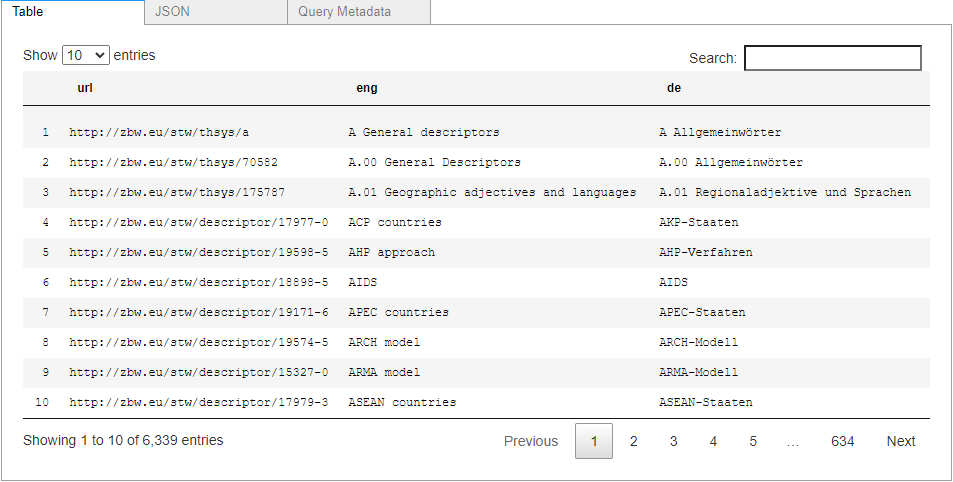 Table JSON Query Metadata
Show 10 entries Search:
url eng de
1 http://zbw.eu/stw/thsys/a A General descriptors A Allgemeinwörter
2 http://zbw.eu/stw/thsys/70582 A.00 General Descriptors A.00 Allgemeinwörter
3 http://zbw.eu/stw/thsys/175787 A.01 Geographic adjectives and languages A.01 Regionaladjektive und Sprachen
4 http://zbw.eu/stw/descriptor/17977-0 ACP countries AKP-Staaten
5 http://zbw.eu/stw/descriptor/19598-5 AHP approach AHP-Verfahren
6 http://zbw.eu/stw/descriptor/18898-5 AIDS AIDS
7 http://zbw.eu/stw/descriptor/19171-6 APEC countries APEC-Staaten
8 http://zbw.eu/stw/descriptor/19574-5 ARCH model ARCH-Modell
9 http://zbw.eu/stw/descriptor/15327-0 ARMA model ARMA-Modell
10 http://zbw.eu/stw/descriptor/17979-3 ASEAN countries ASEAN-Staaten
Showing 1 to 10 of 6,339 entries Previous 1 2 3 4 5 … 634 Next